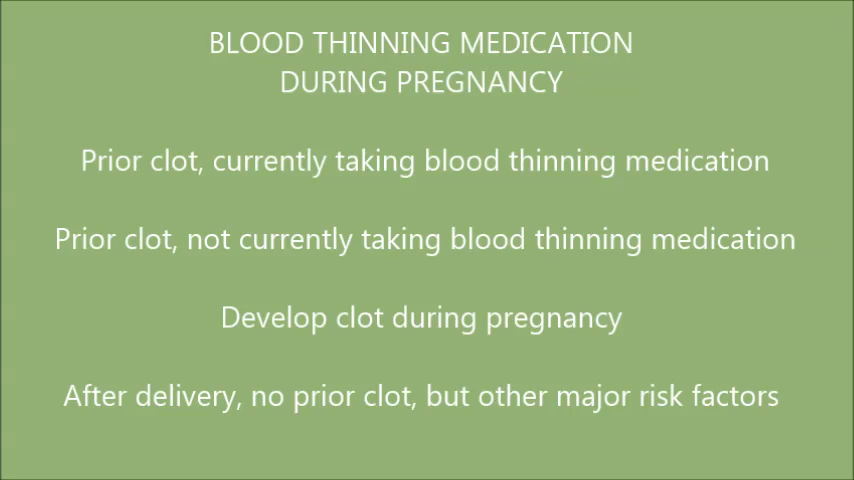 BLOOD THINNING MEDICATION
DURING PREGNANCY
Prior clot, currently taking blood thinning medication
Prior clot, not currently taking blood thinning medication
Develop clot during pregnancy
After delivery, no prior clot, but other major risk factors